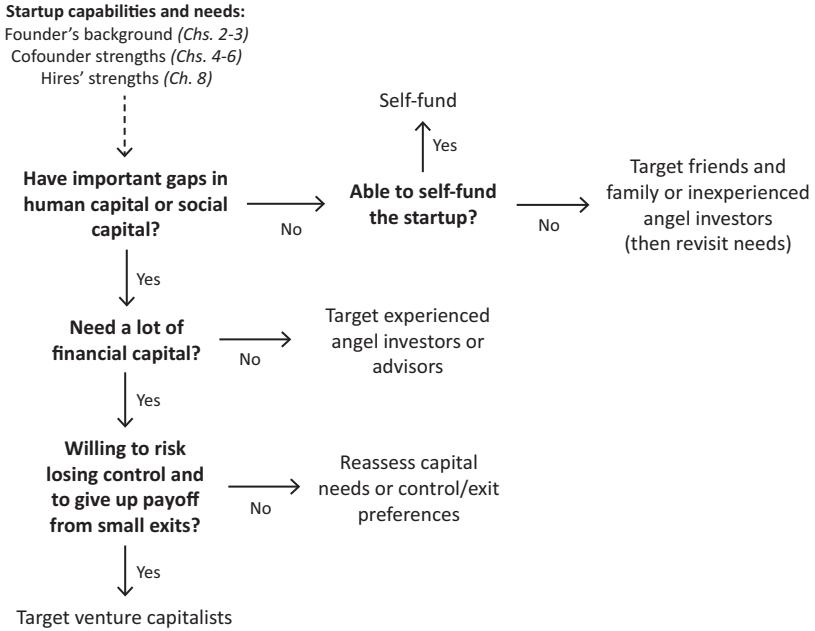 Startup capabilities and needs:
Founder's background (Chs. 2-3)
Cofounder strengths (Chs. 4-6)
Hires' strengths (Ch. 8)
Self-fund
Yes
Have important gaps in
human capital or social
capital?
No
Able to self-fund
the startup?
No
Target friends and
family or inexperienced
angel investors
(then revisit needs)
Yes
Need a lot of
financial capital?
No
Target experienced
angel investors or
advisors
Yes
Willing to risk
losing control and
to give up payoff
from small exits?
No
Reassess capital
needs or control/exit
preferences
Yes
Target venture capitalists